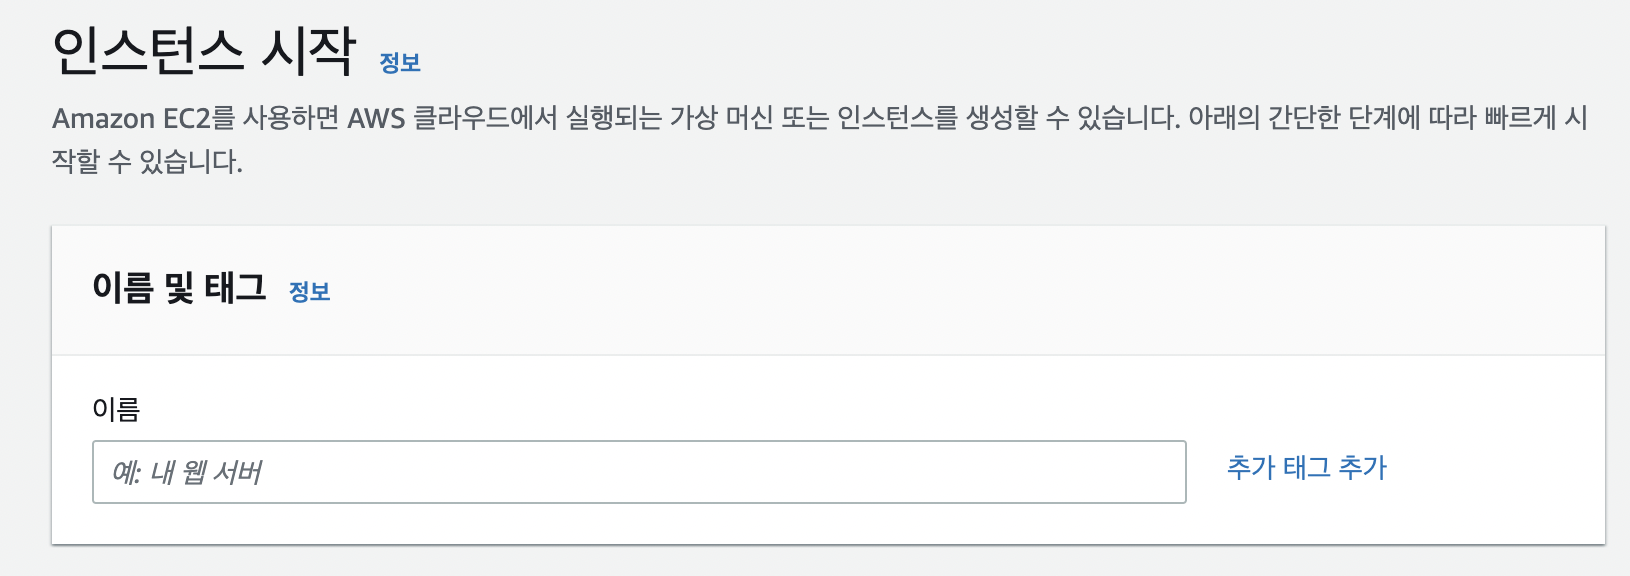 인스턴스 시작 정보
Amazon EC2를 사용하면 AWS 클라우드에서 실행되는 가상 머신 또는 인스턴스를 생성할 수 있습니다. 아래의 간단한 단계에 따라 빠르게 시
작할 수 있습니다.
이름 및 태그 정보
이름
예: 내 웹 서버
추가 태그 추가